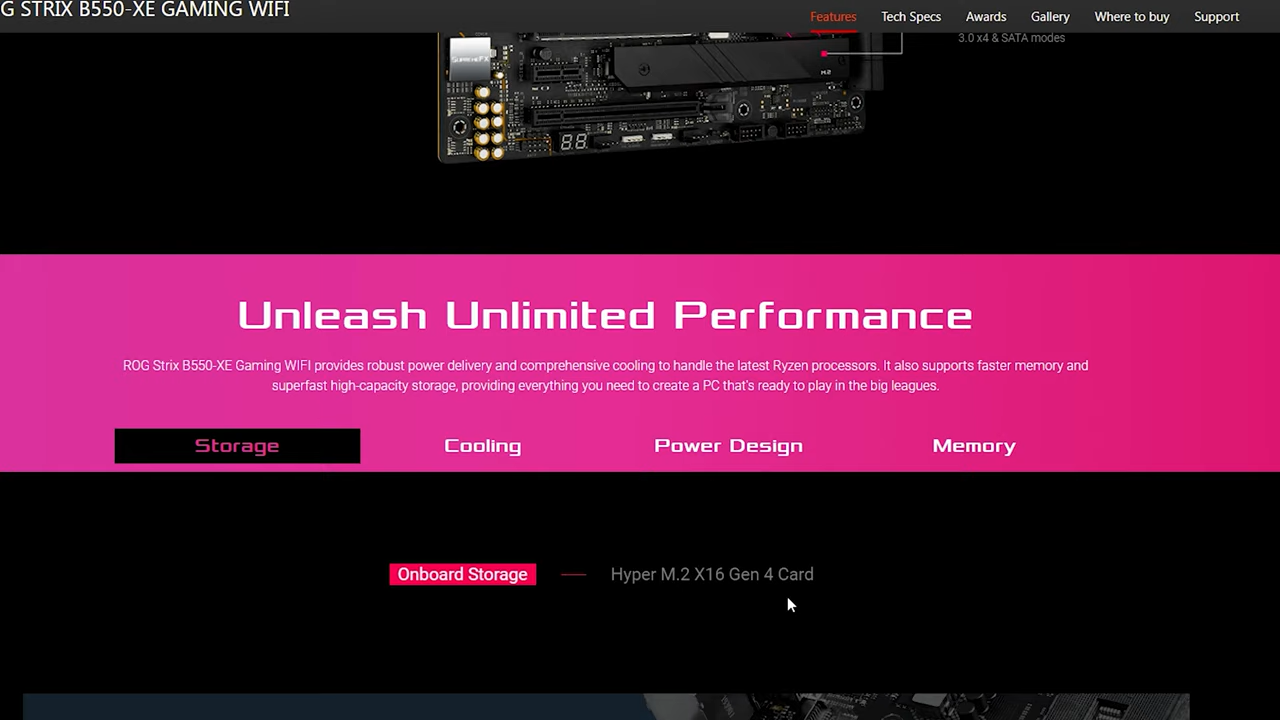 G STRIX B550-XE GAMING WIFI
Features
Tech Specs
Awards
Gallery
Where to buy
Support
3.0 x4 & SATA modes
SUPREMEFX
M.2
88
Unleash Unlimited Performance
ROG Strix B550-XE Gaming WIFI provides robust power delivery and comprehensive cooling to handle the latest Ryzen processors. It also supports faster memory and
superfast high-capacity storage, providing everything you need to create a PC that's ready to play in the big leagues.
Storage
Cooling
Power Design
Memory
Onboard Storage
Hyper M.2 X16 Gen 4 Card